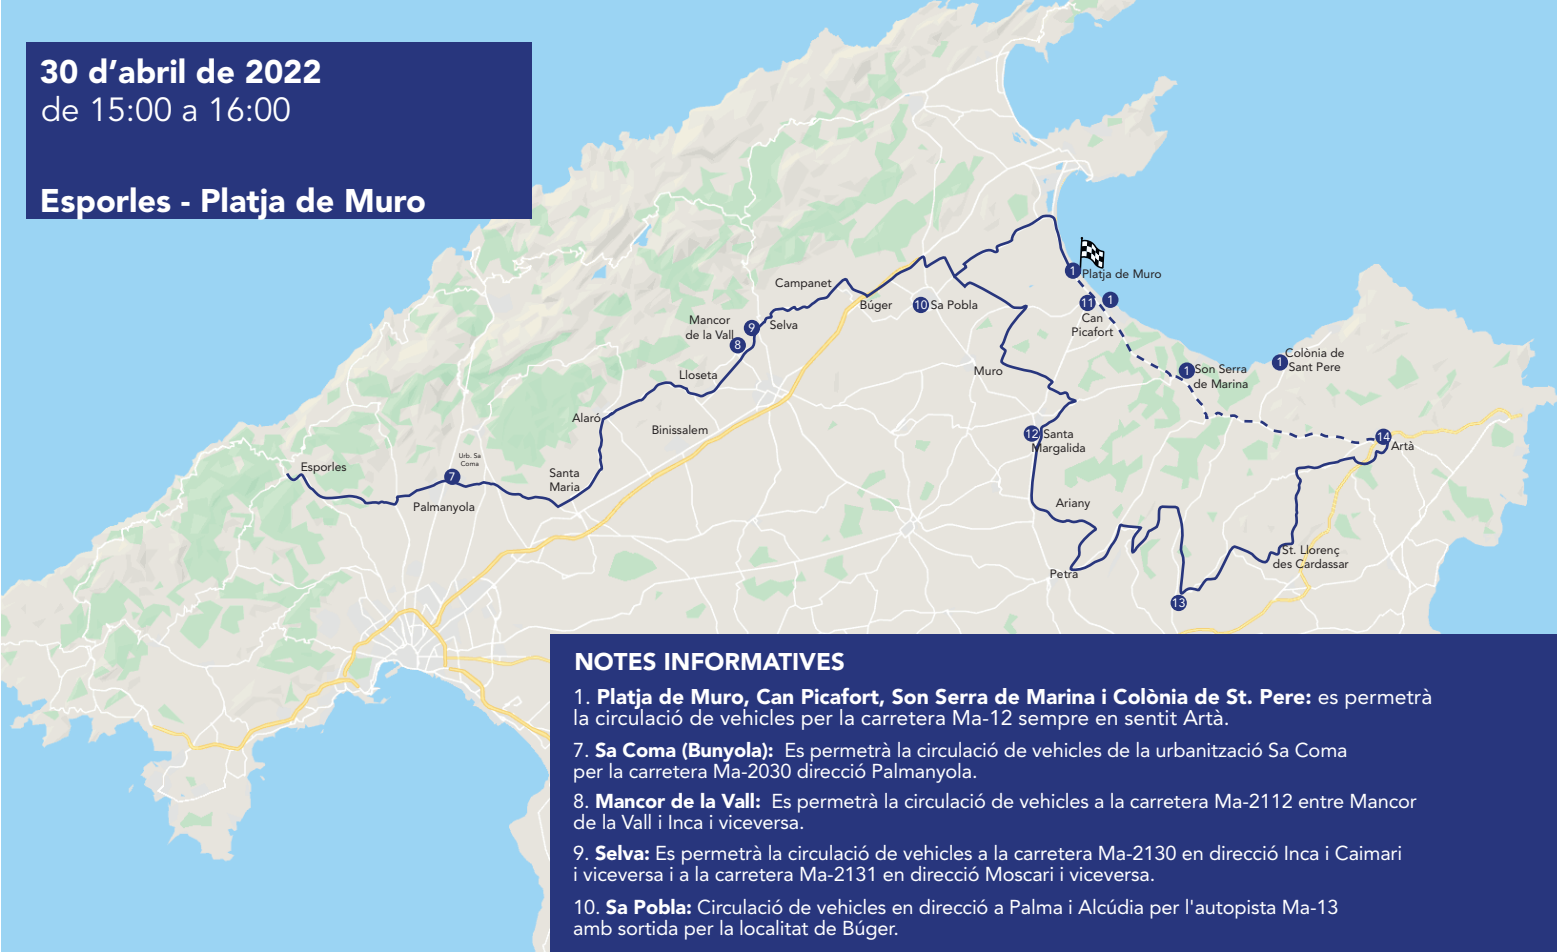 30 d’abril de 2022
de 15:00 a 16:00
Esporles - Platja de Muro
1
Platja de Muro
11
1
Can
Picafort
Campanet
Búger
10
Sa Pobla
Mancor
de la Vall
9
Selva
8
Lloseta
Muro
1
Son Serra
de Marina
1
Colònia de
Sant Pere
Alaró
Binissalem
12
Santa
Margalida
14
Artà
Esporles
Urb. Sa
Coma
7
Santa
Maria
Palmanyola
Ariany
Petra
St. Llorenç
des Cardassar
13
NOTES INFORMATIVES
1. Platja de Muro, Can Picafort, Son Serra de Marina i Colònia de St. Pere: es permetrà
la circulació de vehicles per la carretera Ma-12 sempre en sentit Artà.
7. Sa Coma (Bunyola): Es permetrà la circulació de vehicles de la urbanització Sa Coma
per la carretera Ma-2030 direcció Palmanyola.
8. Mancor de la Vall: Es permetrà la circulació de vehicles a la carretera Ma-2112 entre Mancor
de la Vall i Inca i viceversa.
9. Selva: Es permetrà la circulació de vehicles a la carretera Ma-2130 en direcció Inca i Caimari
i viceversa i a la carretera Ma-2131 en direcció Moscari i viceversa.
10. Sa Pobla: Circulació de vehicles en direcció a Palma i Alcúdia per l'autopista Ma-13
amb sortida per la localitat de Búger.